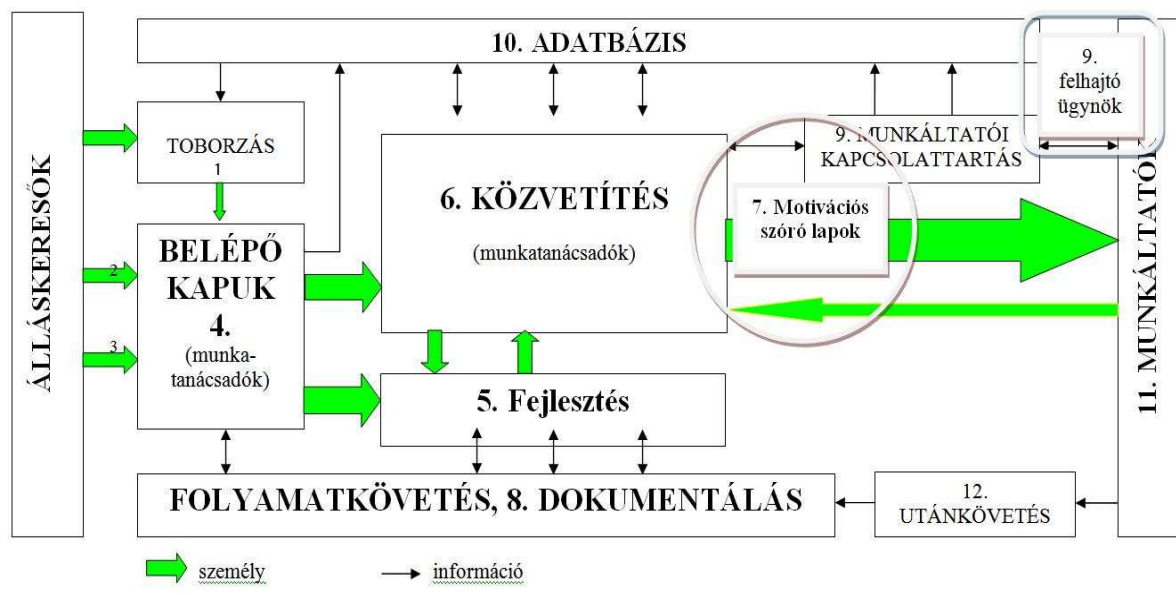 10. ADATBÁZIS
9.
felhajtó
ügynök
ÁLLÁSKERESŐK
TOBORZÁS
1
9. MUNKÁLTATÓI
KAPCSOLATTARTÁS
6. KÖZVETÍTÉS
(munkatanácsadók)
7. Motivációs
szóró lapok
BELÉPŐ
KAPUK
4.
(munka-
tanácsadók)
2
3
11. MUNKÁLTATÓK
5. Fejlesztés
FOLYAMATKÖVETÉS, 8. DOKUMENTÁLÁS
12.
UTÁNKÖVETÉS
személy
információ